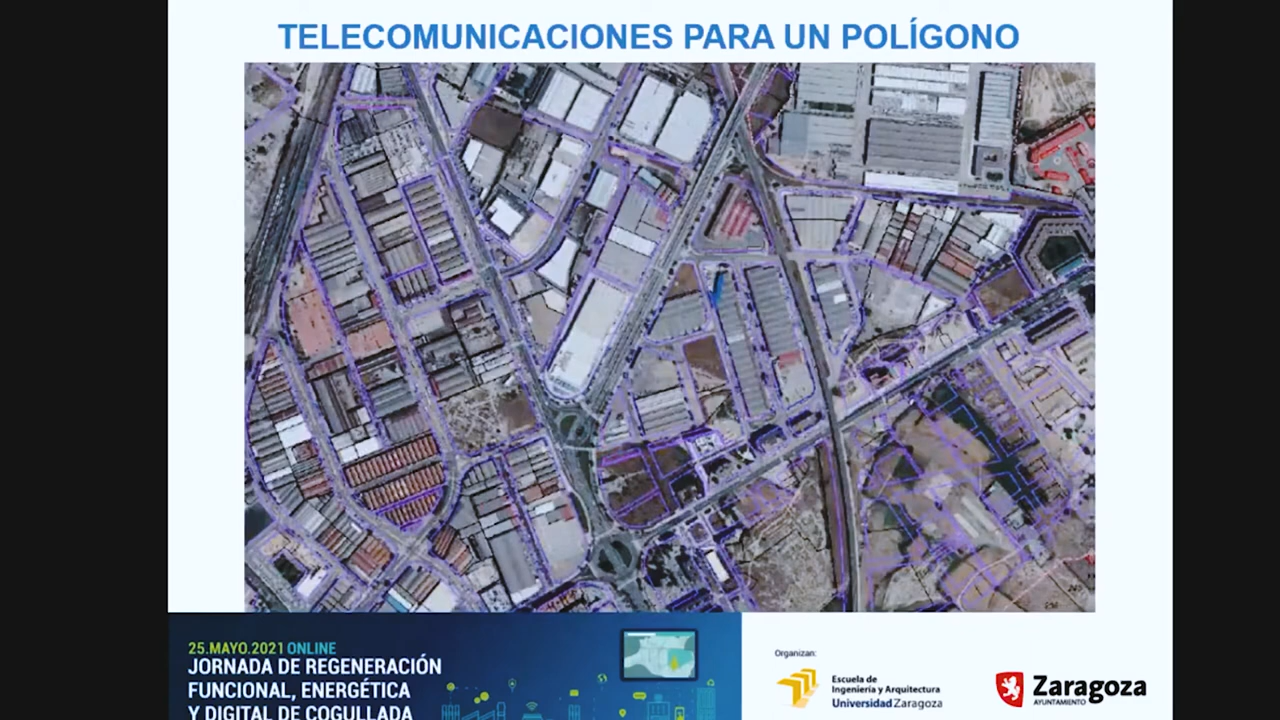 TELECOMUNICACIONES PARA UN POLÍGONO
25.MAYO.2021 ONLINE
JORNADA DE REGENERACIÓN
FUNCIONAL, ENERGÉTICA
Y DIGITAL DE COGULLADA
Organizan:
Escuela de
Ingeniería y Arquitectura
Universidad Zaragoza
Zaragoza
AYUNTAMIENTO